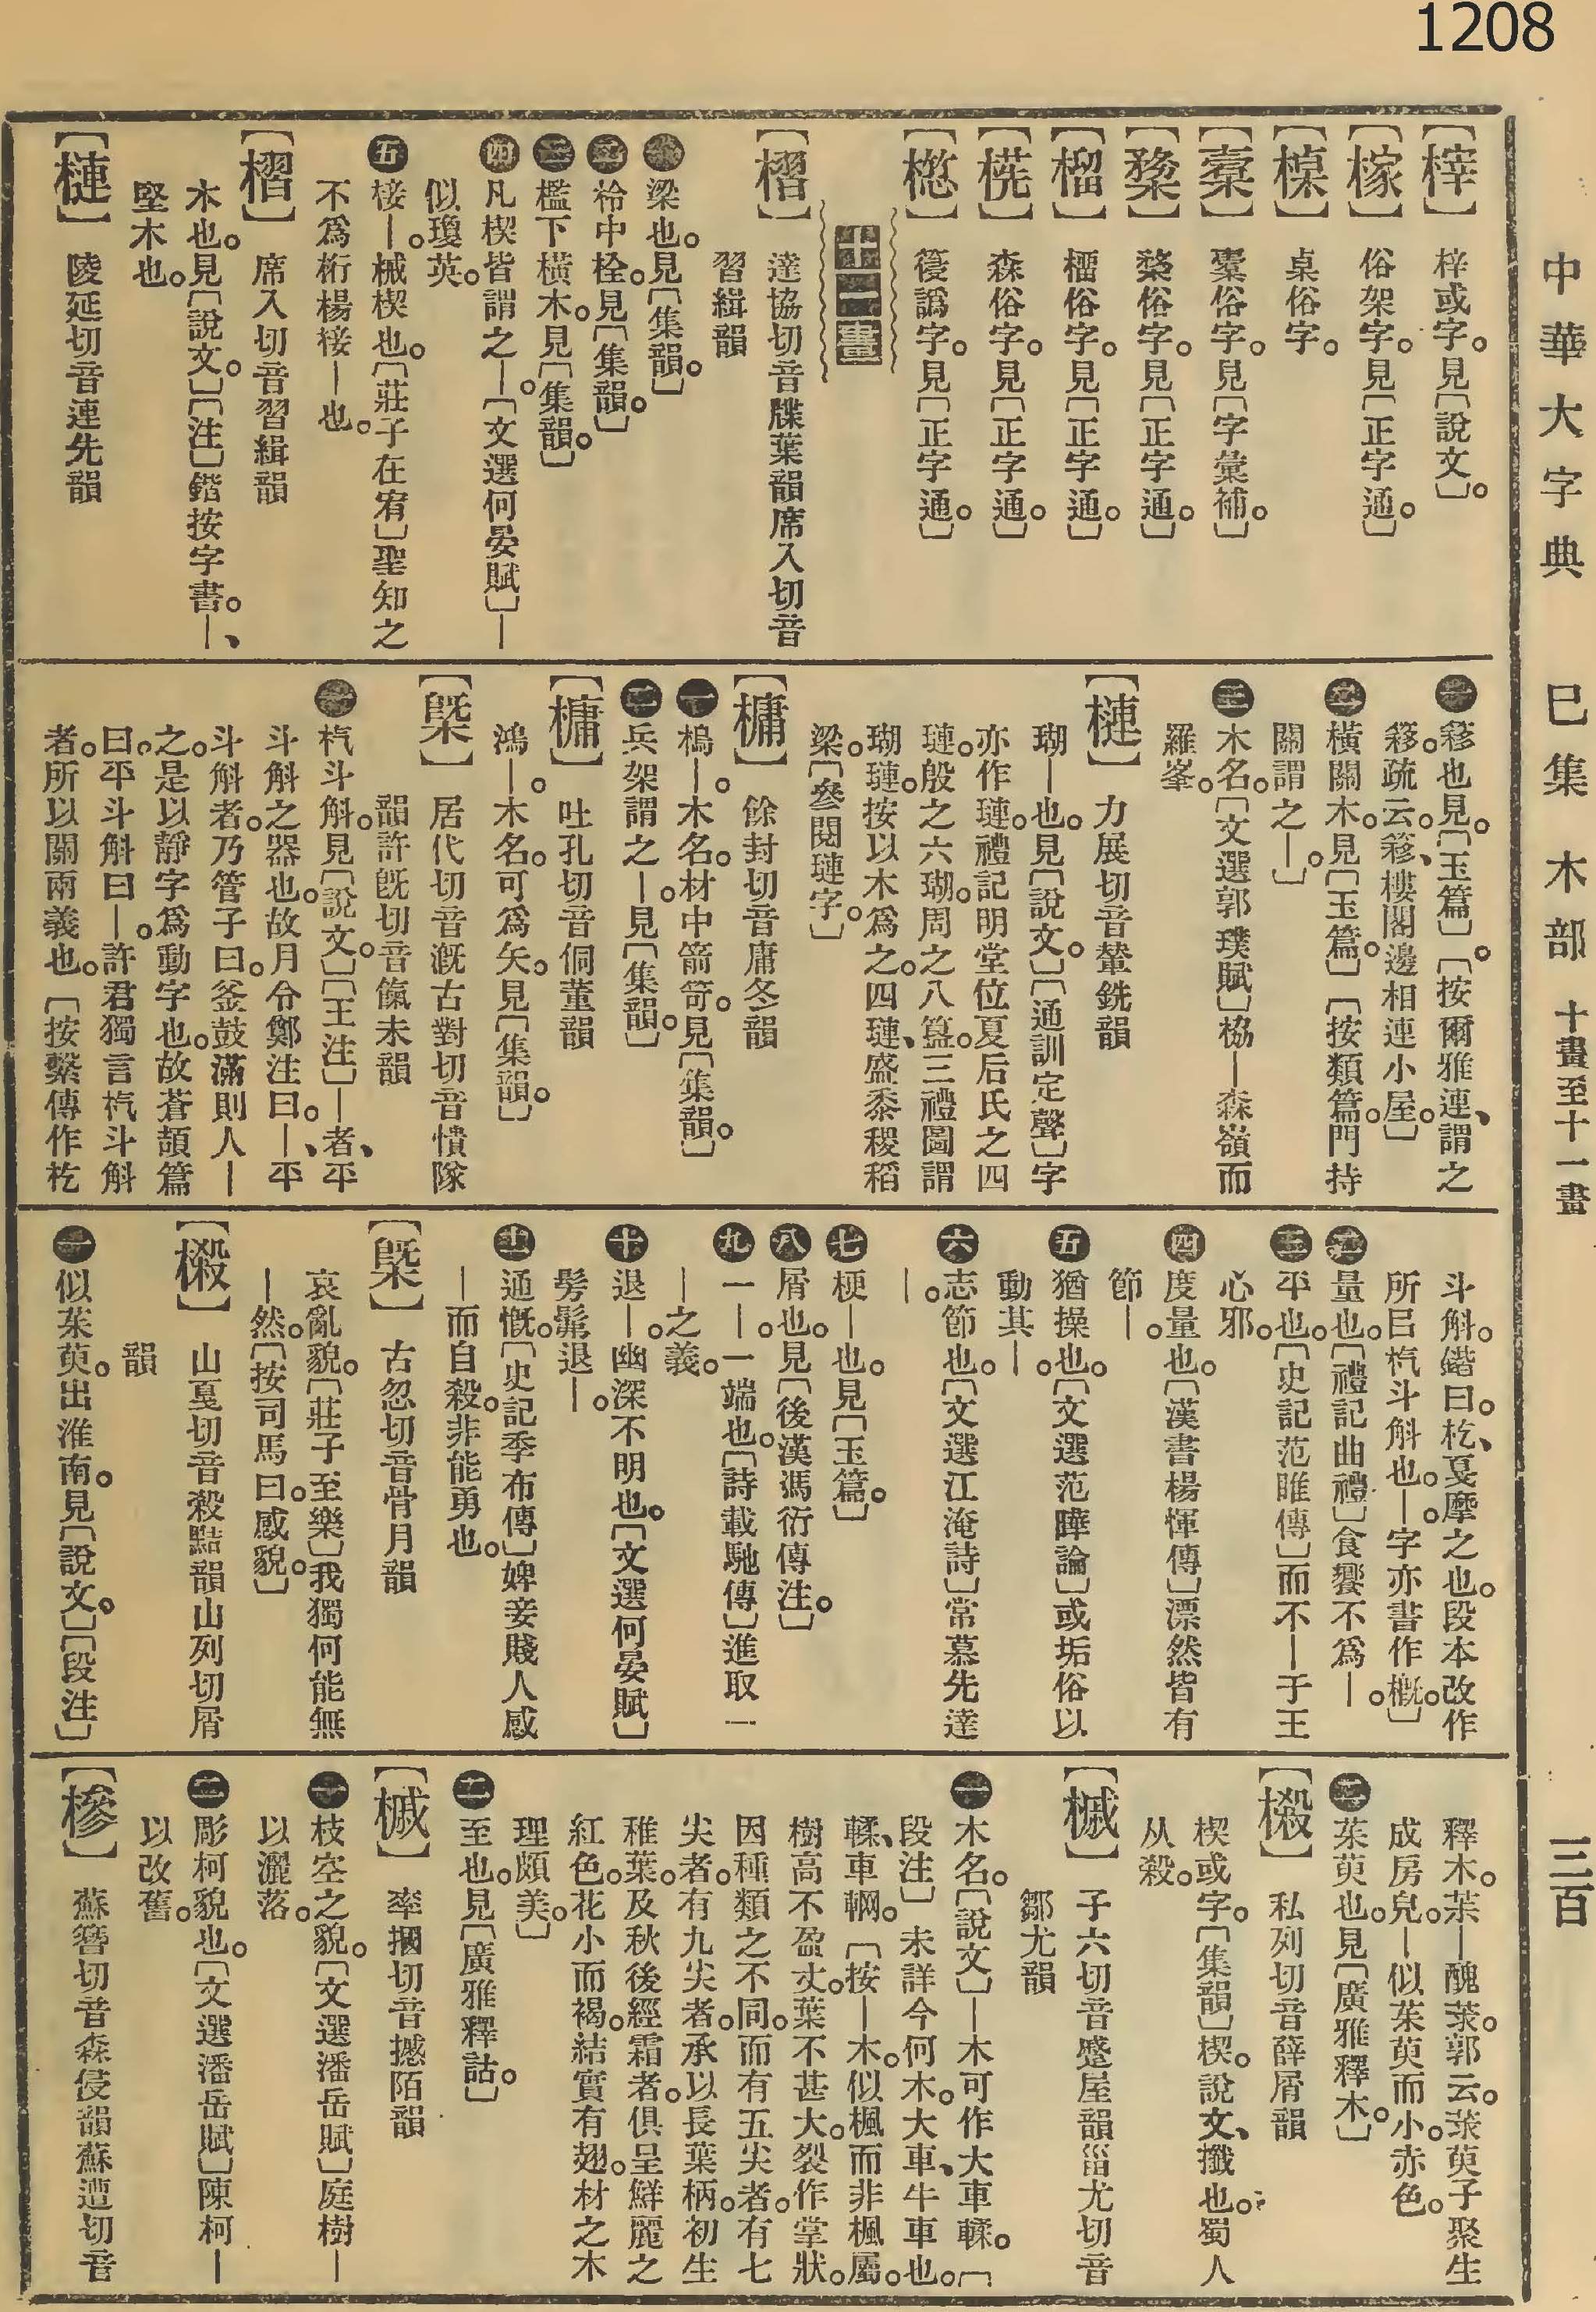 1208
中華大字典　巳集　木部　十畫至十一畫　三百
【榟】梓或字。見〔說文〕。
【榢】俗架字。見〔正字通。〕
【槕】桌俗字。
【槖】橐俗字。見〔字彙補。〕
【楘】楘俗字。見〔正字通。〕
【榴】橊俗字。見〔正字通。〕
森俗字。見〔正字通。〕
篗譌字。見〔正字通。〕
十一畫
【槢】達協切音牒葉韻席入切音
習緝韻
㊀梁也。見〔集韻。〕
㊁袊中栓。見〔集韻。〕
㊂檻下橫木。見〔集韻。〕
㊃凡楔皆謂之—。〔文選何晏賦〕—
似瓊英。
㊄椄—。械楔也。〔莊子在宥〕聖知之
不爲桁楊椄—也。
【槢】席入切音習緝韻
木也。見〔說文。〕〔注〕鍇按字書。—、
堅木也。
【槤】陵延切音連先韻
㊀簃也。見〔玉篇〕。〔按爾雅連、謂之
簃。疏云。簃、樓閣邊相連小屋。〕
㊁橫關木。見〔玉篇。〕〔按類篇。門持
關謂之—。〕
㊂木名。〔文選郭璞賦〕栛—森嶺而
羅峯。
【槤】力展切音輦銑韻
瑚—也。見〔說文。〕〔通訓定聲〕字
亦作璉。禮記明堂位夏后氏之四
璉。殷之六瑚。周之八簋。三禮圖謂
瑚璉。按以木爲之。四璉、盛黍稷稻
梁。〔參閱璉字。〕
【槦】餘封切音庸冬韻
㊀㭔—。木名。材中箭笴。見〔集韻。〕
㊁兵架謂之—。見〔集韻。〕
【槦】吐孔切音侗董韻
鴻—。木名。可爲矢。見〔集韻。〕
【槩】居代切音漑古對切音憒隊
韻許旣切音愾未韻
㊀杚斗斛。見〔說文。〕〔王注〕—者、平
斗斛之器也。故月令鄭注曰。—、平
斗斛者。乃管子曰。釜鼓滿則人—
之。是以靜字爲動字也。故蒼頡篇
曰。平斗斛曰—。許君獨言杚斗斛
者。所以關兩義也。〔按繫傳作杚
斗斛。鍇曰。杚、戛摩之也。段本改作
所㠯杚斗斛也。—字亦書作槪。〕
㊁量也。〔禮記曲禮〕食饗不爲—。
㊂平也。〔史記范睢傳〕而不—于王
心邪。
㊃度量也。〔漢書楊惲傳〕漂然皆有
節—。
㊄猶操也。〔文選范曄論〕或垢俗以
動其—。
㊅志節也。〔文選江淹詩〕常慕先達
—。
㊆梗—也。見〔玉篇。〕
㊇屑也。見〔後漢馮衍傳注。〕
㊈一—。一端也。〔詩載馳傳〕進取一
—之義。
㊉退—。幽深不明也。〔文選何晏賦〕
髣髴退—。
十一 通慨。〔史記季布傳〕婢妾賤人感
—而自殺。非能勇也。
【槩】古忽切音骨月韻
哀亂貌。〔莊子至樂〕我獨何能無
—然。〔按司馬曰。感貌。〕
【樧】山戛切音殺黠韻山列切屑
韻
㊀似茱萸。出淮南。見〔說文。〕〔段注〕
釋木。茱—醜莍。郭云。莍萸子聚生
成房皃。—似茱萸而小。赤色。
㊁茱萸也。見〔廣雅釋木。〕
【樧】私列切音薛屑韻
楔或字。〔集韻〕楔。說文、攕也。蜀人
从殺。
【槭】子六切音蹙屋韻甾尤切音
鄒尤韻
㊀木名。〔說文〕—木可作大車輮。〔
段注〕未詳今何木。大車、牛車也。
輮、車輞。〔按—木。似楓而非楓屬。
樹高不盈丈。葉不甚大。裂作掌狀。
因種類之不同。而有五尖者。有七
尖者。有九尖者。承以長葉柄。初生
稚葉。及秋後經霜者。俱呈鮮麗之
紅色。花小而褐。結實有翅。材之木
理頗美。〕
㊁至也。見〔廣雅釋詁。〕
【槭】率摑切音摵陌韻
㊀枝空之貌。〔文選潘岳賦〕庭樹—
以灑落。
㊁彫柯貌也。〔文選潘岳賦〕陳柯—
以改舊。
【槮】蘇簪切音森侵韻蘇遭切音